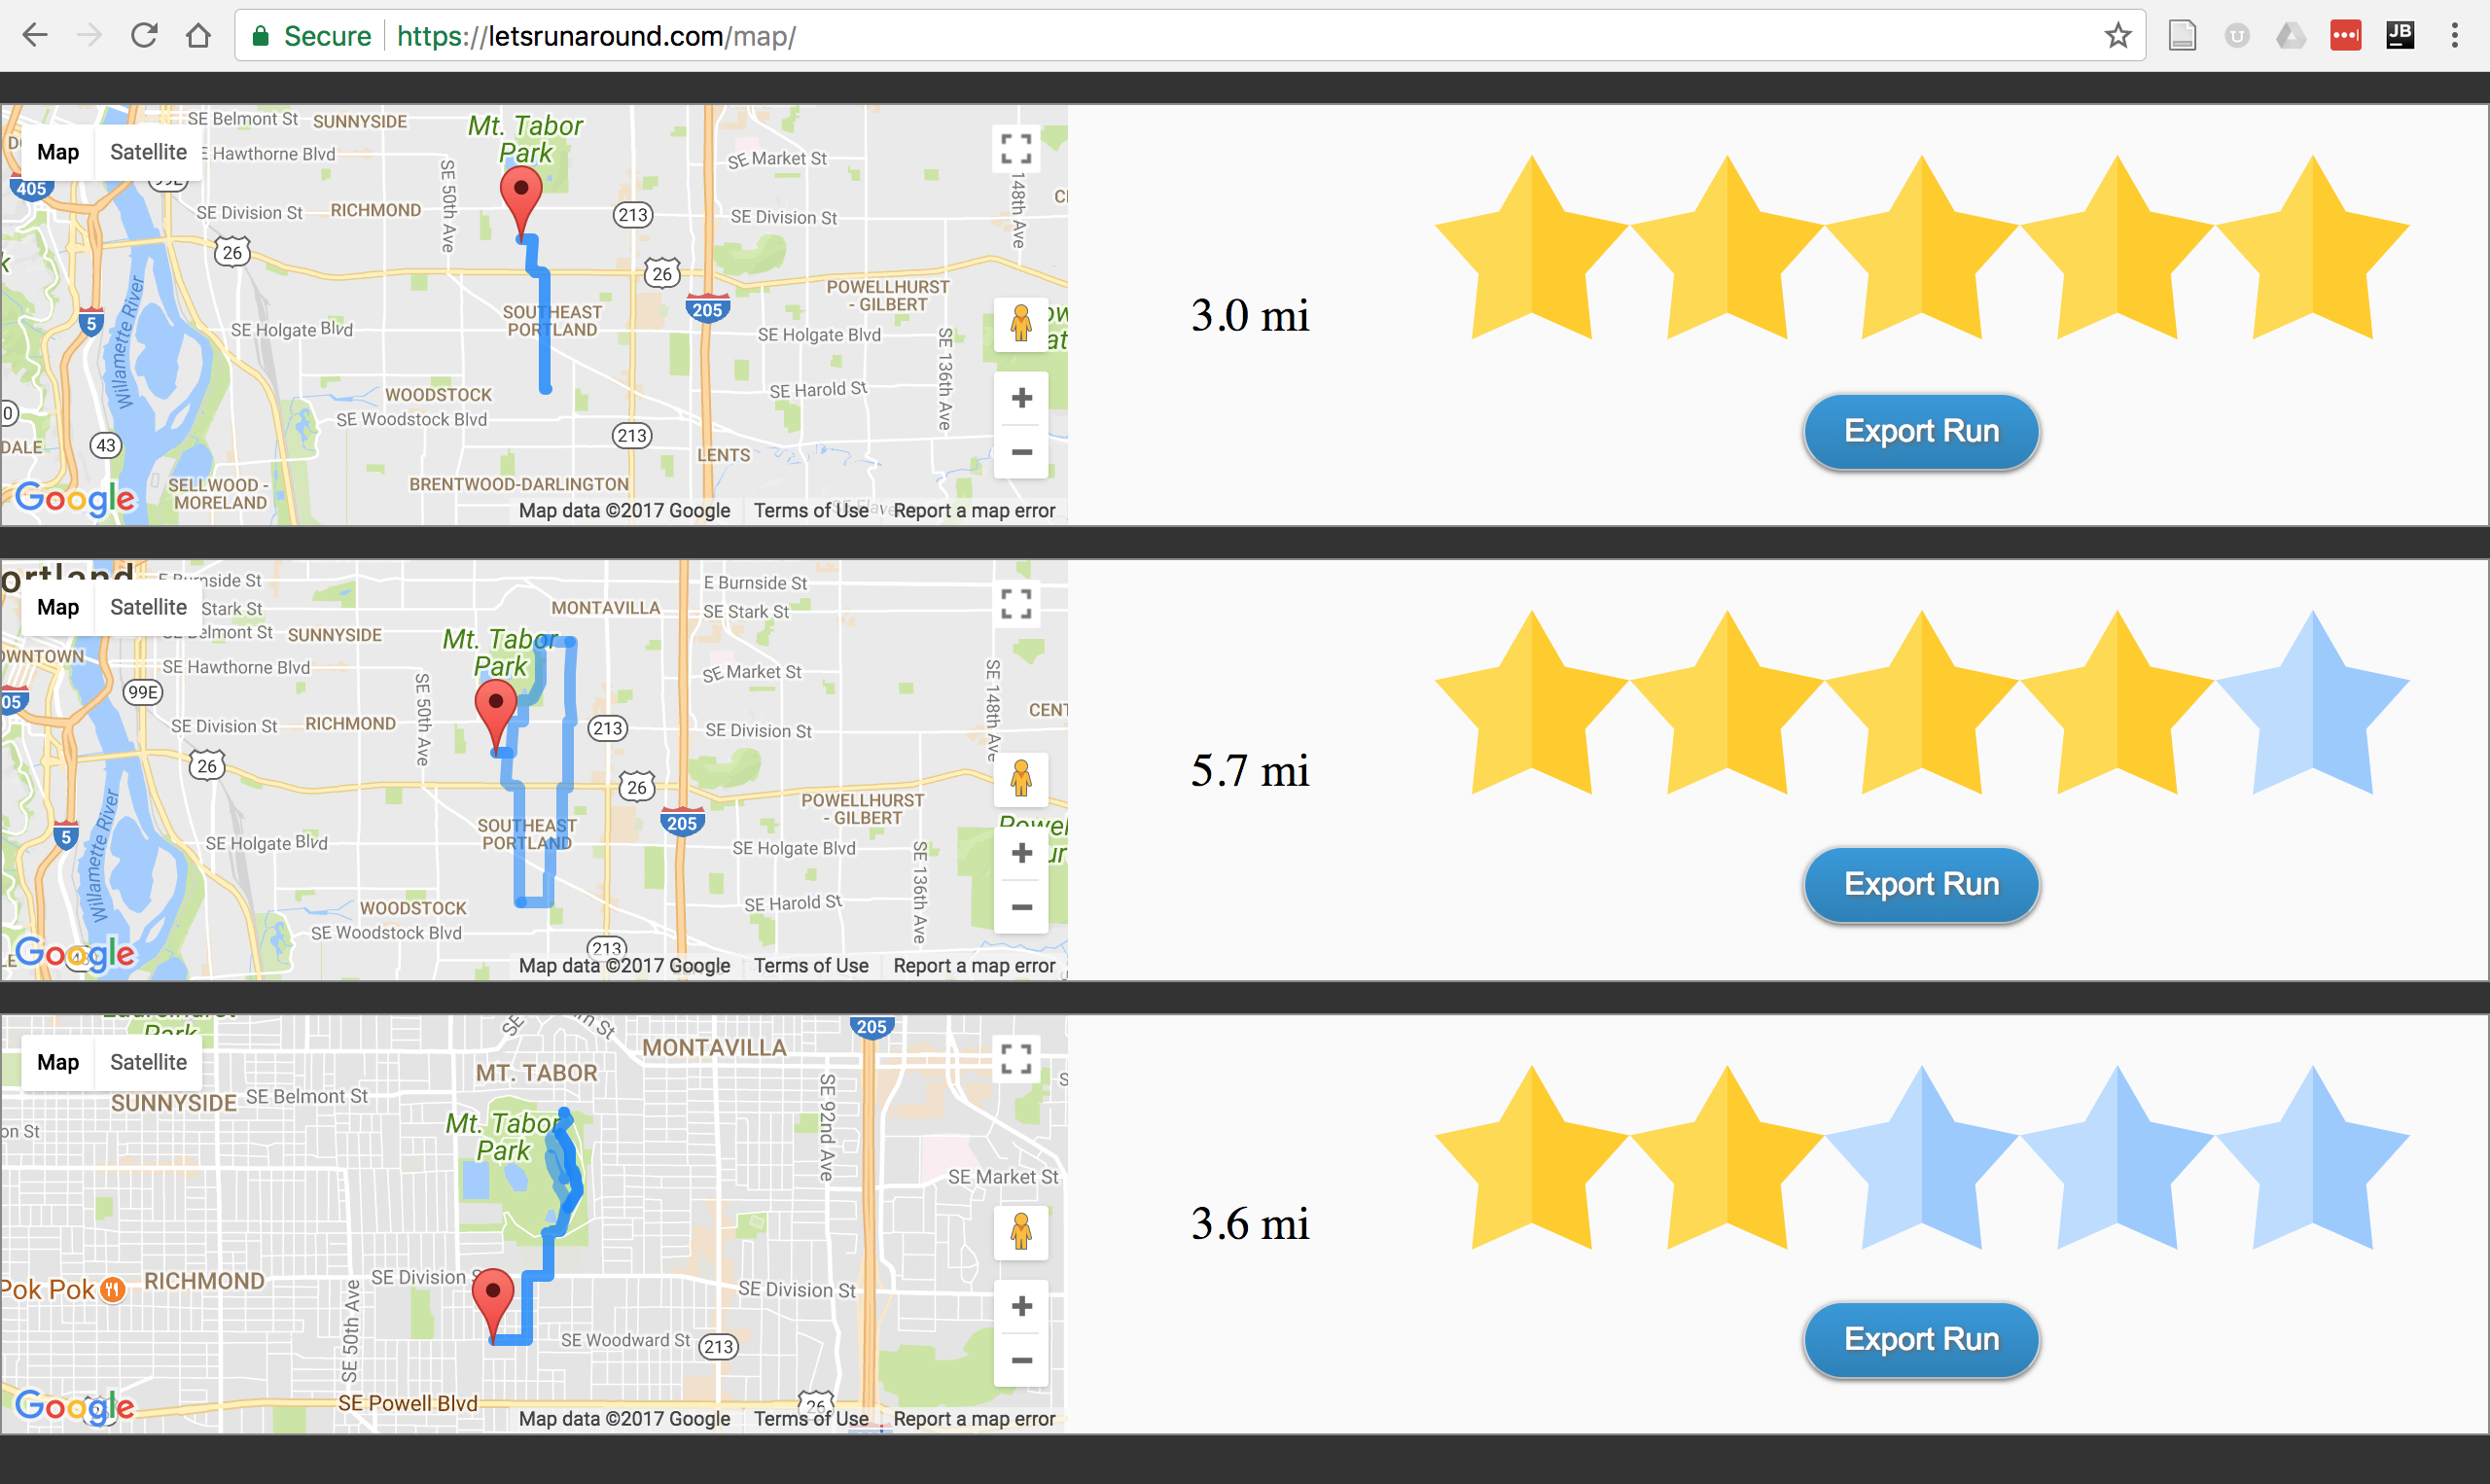 Secure https://letsrunaround.com/map/
JB
SE Belmont St SUNNYSIDE
Mt. Tabor
Park
Map Satellite
E Hawthorne Blvd
SE Market St
405
148th Ave
SE 50th Ave
SE Division St RICHMOND
213
SE Division St
26
26
POWELLHURST
- GILBERT
SOUTHEAST
PORTLAND
205
5
Willamette River
SE Holgate Blvd
SE Holgate Blvd
SE 136th Ave
WOODSTOCK
SE Harold St
SE Woodstock Blvd
213
43
LENTS
SELLWOOD -
MORELAND
BRENTWOOD-DARLINGTON
Google
Map data ©2017 Google Terms of Use Report a map error
3.0 mi
Export Run
ortland
E Burnside St
Map Satellite
Stark St
MONTAVILLA
SE Stark St
Belmont St SUNNYSIDE
Mt. Tabor
Park
OWNTOWN
SE Hawthorne Blvd
SE Market St
99E
05
SE 50th Ave
SE 148th Ave
SE Division St RICHMOND
213
SE Division St
CENT
26
26
POWELLHURST
- GILBERT
SOUTHEAST
PORTLAND
205
5
Willamette River
SE Holgate Blvd
SE Holgate Blvd
SE 136th Ave
WOODSTOCK
SE Harold St
SE Woodstock Blvd
213
Google
Map data ©2017 Google Terms of Use Report a map error
5.7 mi
Export Run
Park
205
Map Satellite
MONTAVILLA
MT. TABOR
SUNNYSIDE SE Belmont St
Mt. Tabor
Park
on St
SE 92nd Ave
SE Market St
Pok Pok
RICHMOND
SE Division S
SE Division St
SE 50th Ave
SE Woodward St
213
SE Powell Blvd
26
Google
Map data ©2017 Google Terms of Use Report a map error
3.6 mi
Export Run